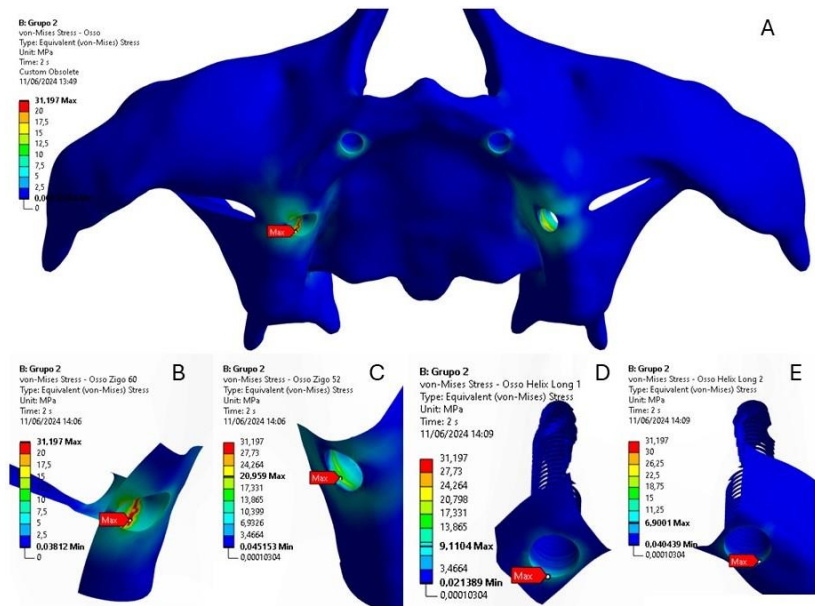 B: Grupo 2
von-Mises Stress - Osso
Type: Equivalent (von-Mises) Stress
Unit: MPa
Time: 2 s
Custom Obsolete
11/06/2024 13:49
A
31,197 Max
20
17,5
15
12,5
10
7,5
5
2,5
0
Max
B: Grupo 2
von-Mises Stress - Osso Zigo 60
Type: Equivalent (von-Mises) Stress
Unit: MPa
Time: 2 s
11/06/2024 14:06
B
31,197 Max
20
17,5
15
12,5
10
7,5
5
2,5
0,03812 Min
0
Max
B: Grupo 2
von-Mises Stress - Osso Zigo 52
Type: Equivalent (von-Mises) Stress
Unit: MPa
Time: 2 s
11/06/2024 14:06
C
31,197
27,73
24,264
20,959 Max
17,331
13,865
10,399
6,9326
3,4664
0,045153 Min
0,00010304
Max
B: Grupo 2
von-Mises Stress - Osso Helix Long 1
Type: Equivalent (von-Mises) Stress
Unit: MPa
Time: 2 s
11/06/2024 14:09
D
31,197
27,73
24,264
20,798
17,331
13,865
9,1104 Max
3,4664
0,021389 Min
0,00010304
Max
B: Grupo 2
von-Mises Stress - Osso Helix Long 2
Type: Equivalent (von-Mises) Stress
Unit: MPa
Time: 2 s
11/06/2024 14:09
E
31,197
30
26,25
22,5
18,75
15
11,25
6,9001 Max
0,040439 Min
0,00010304
Max